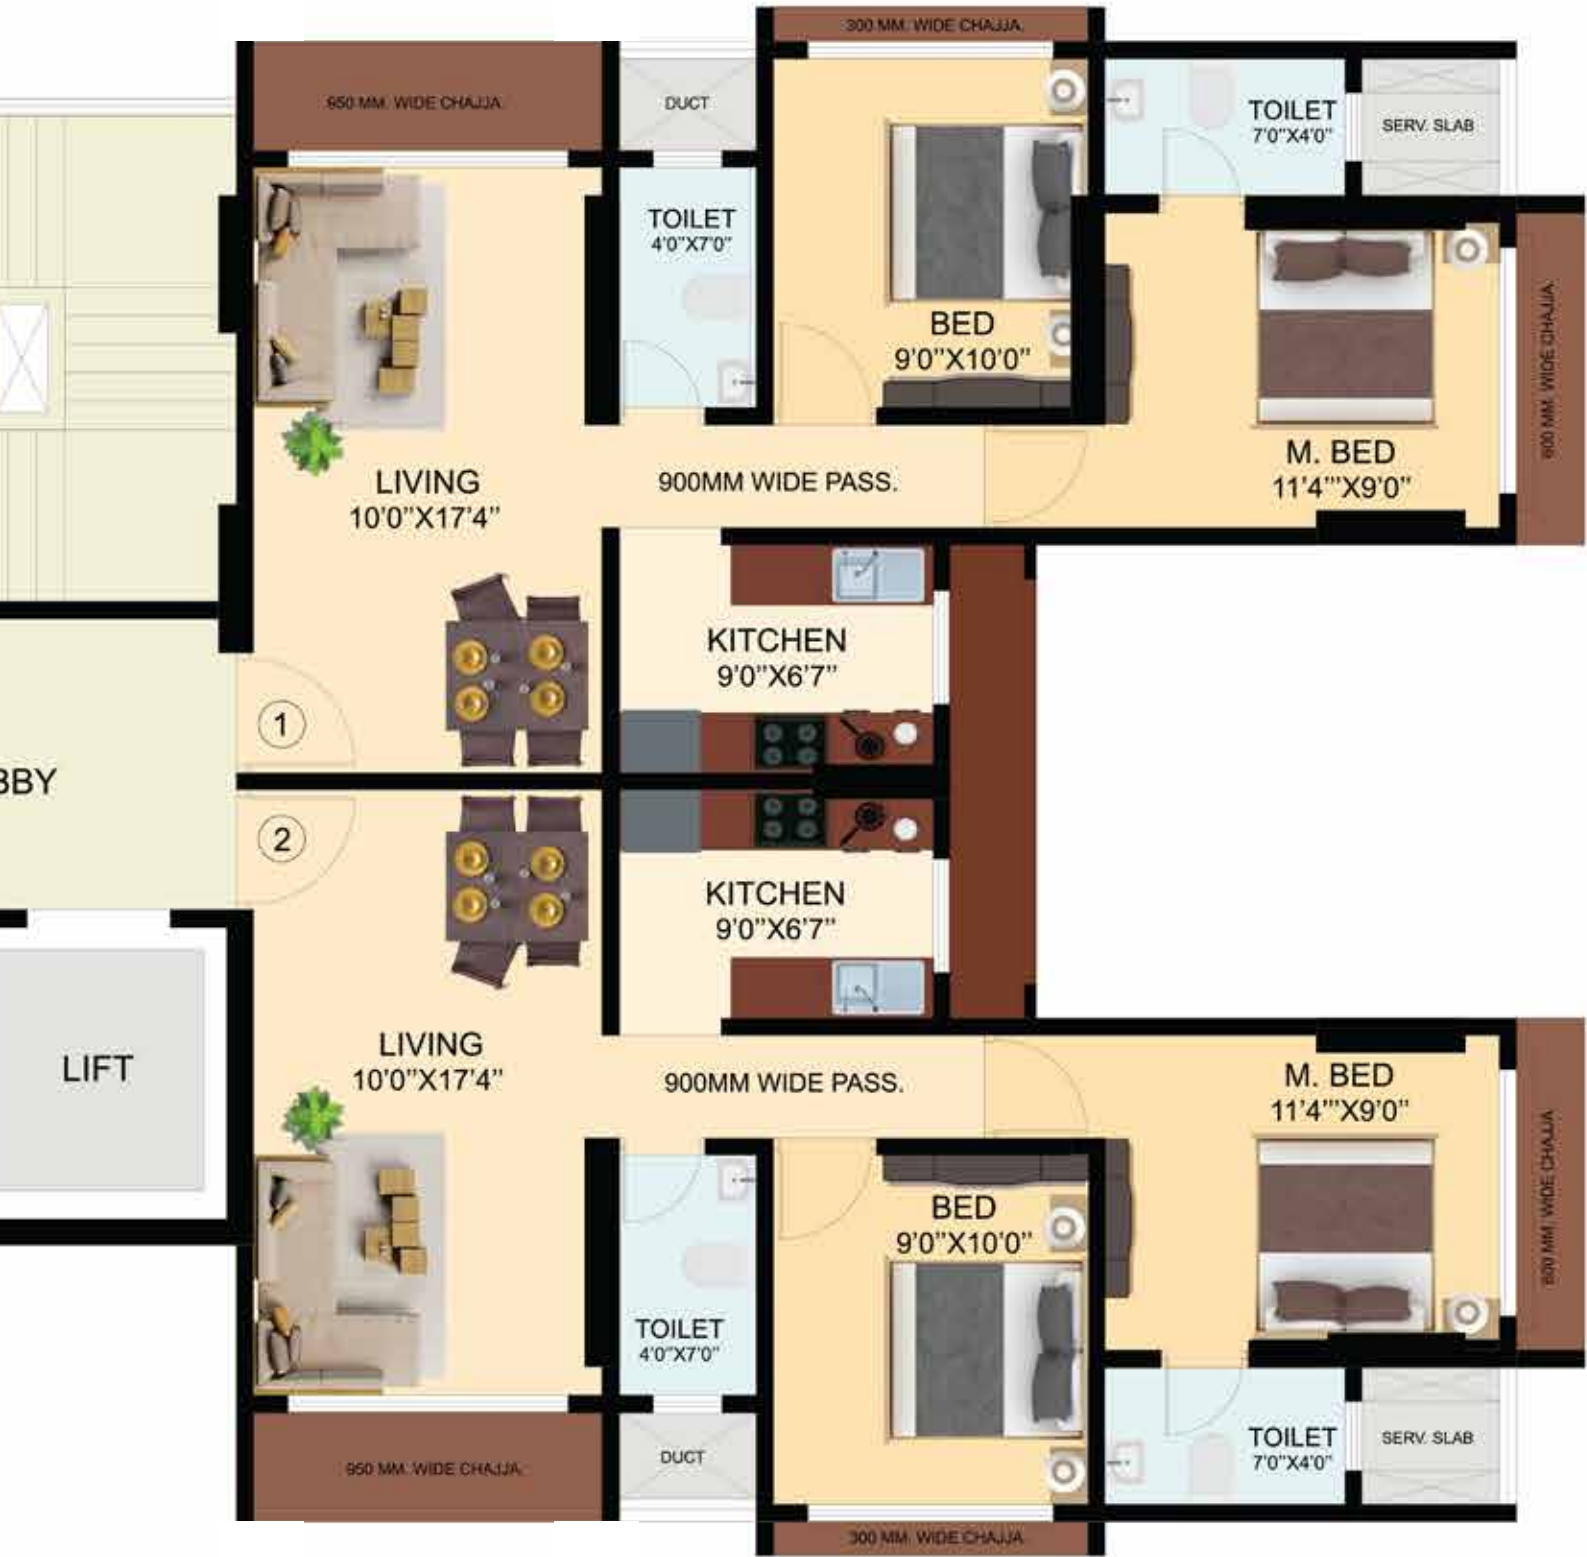 300 MM. WIDE CHAJJA.
950 MM. WIDE CHAJJA.
DUCT
TOILET
7'0"X4'0"
SERV. SLAB
TOILET
4'0"X7'0"
BED
9'0"X10'0"
600 MM. WIDE CHAJJA.
M. BED
11'4'"X9'0"
LIVING
10'0"X17'4"
900MM WIDE PASS.
KITCHEN
9'0"X6'7"
1
BBY
2
KITCHEN
9'0"X6'7"
LIFT
LIVING
10'0"X17'4"
900MM WIDE PASS.
M. BED
11'4'"X9'0"
600 MM. WIDE CHAJJA
BED
9'0"X10'0"
TOILET
4'0"X7'0"
950 MM. WIDE CHAJJA.
DUCT
TOILET
7'0"X4'0"
SERV. SLAB
300 MM. WIDE CHAJJA.